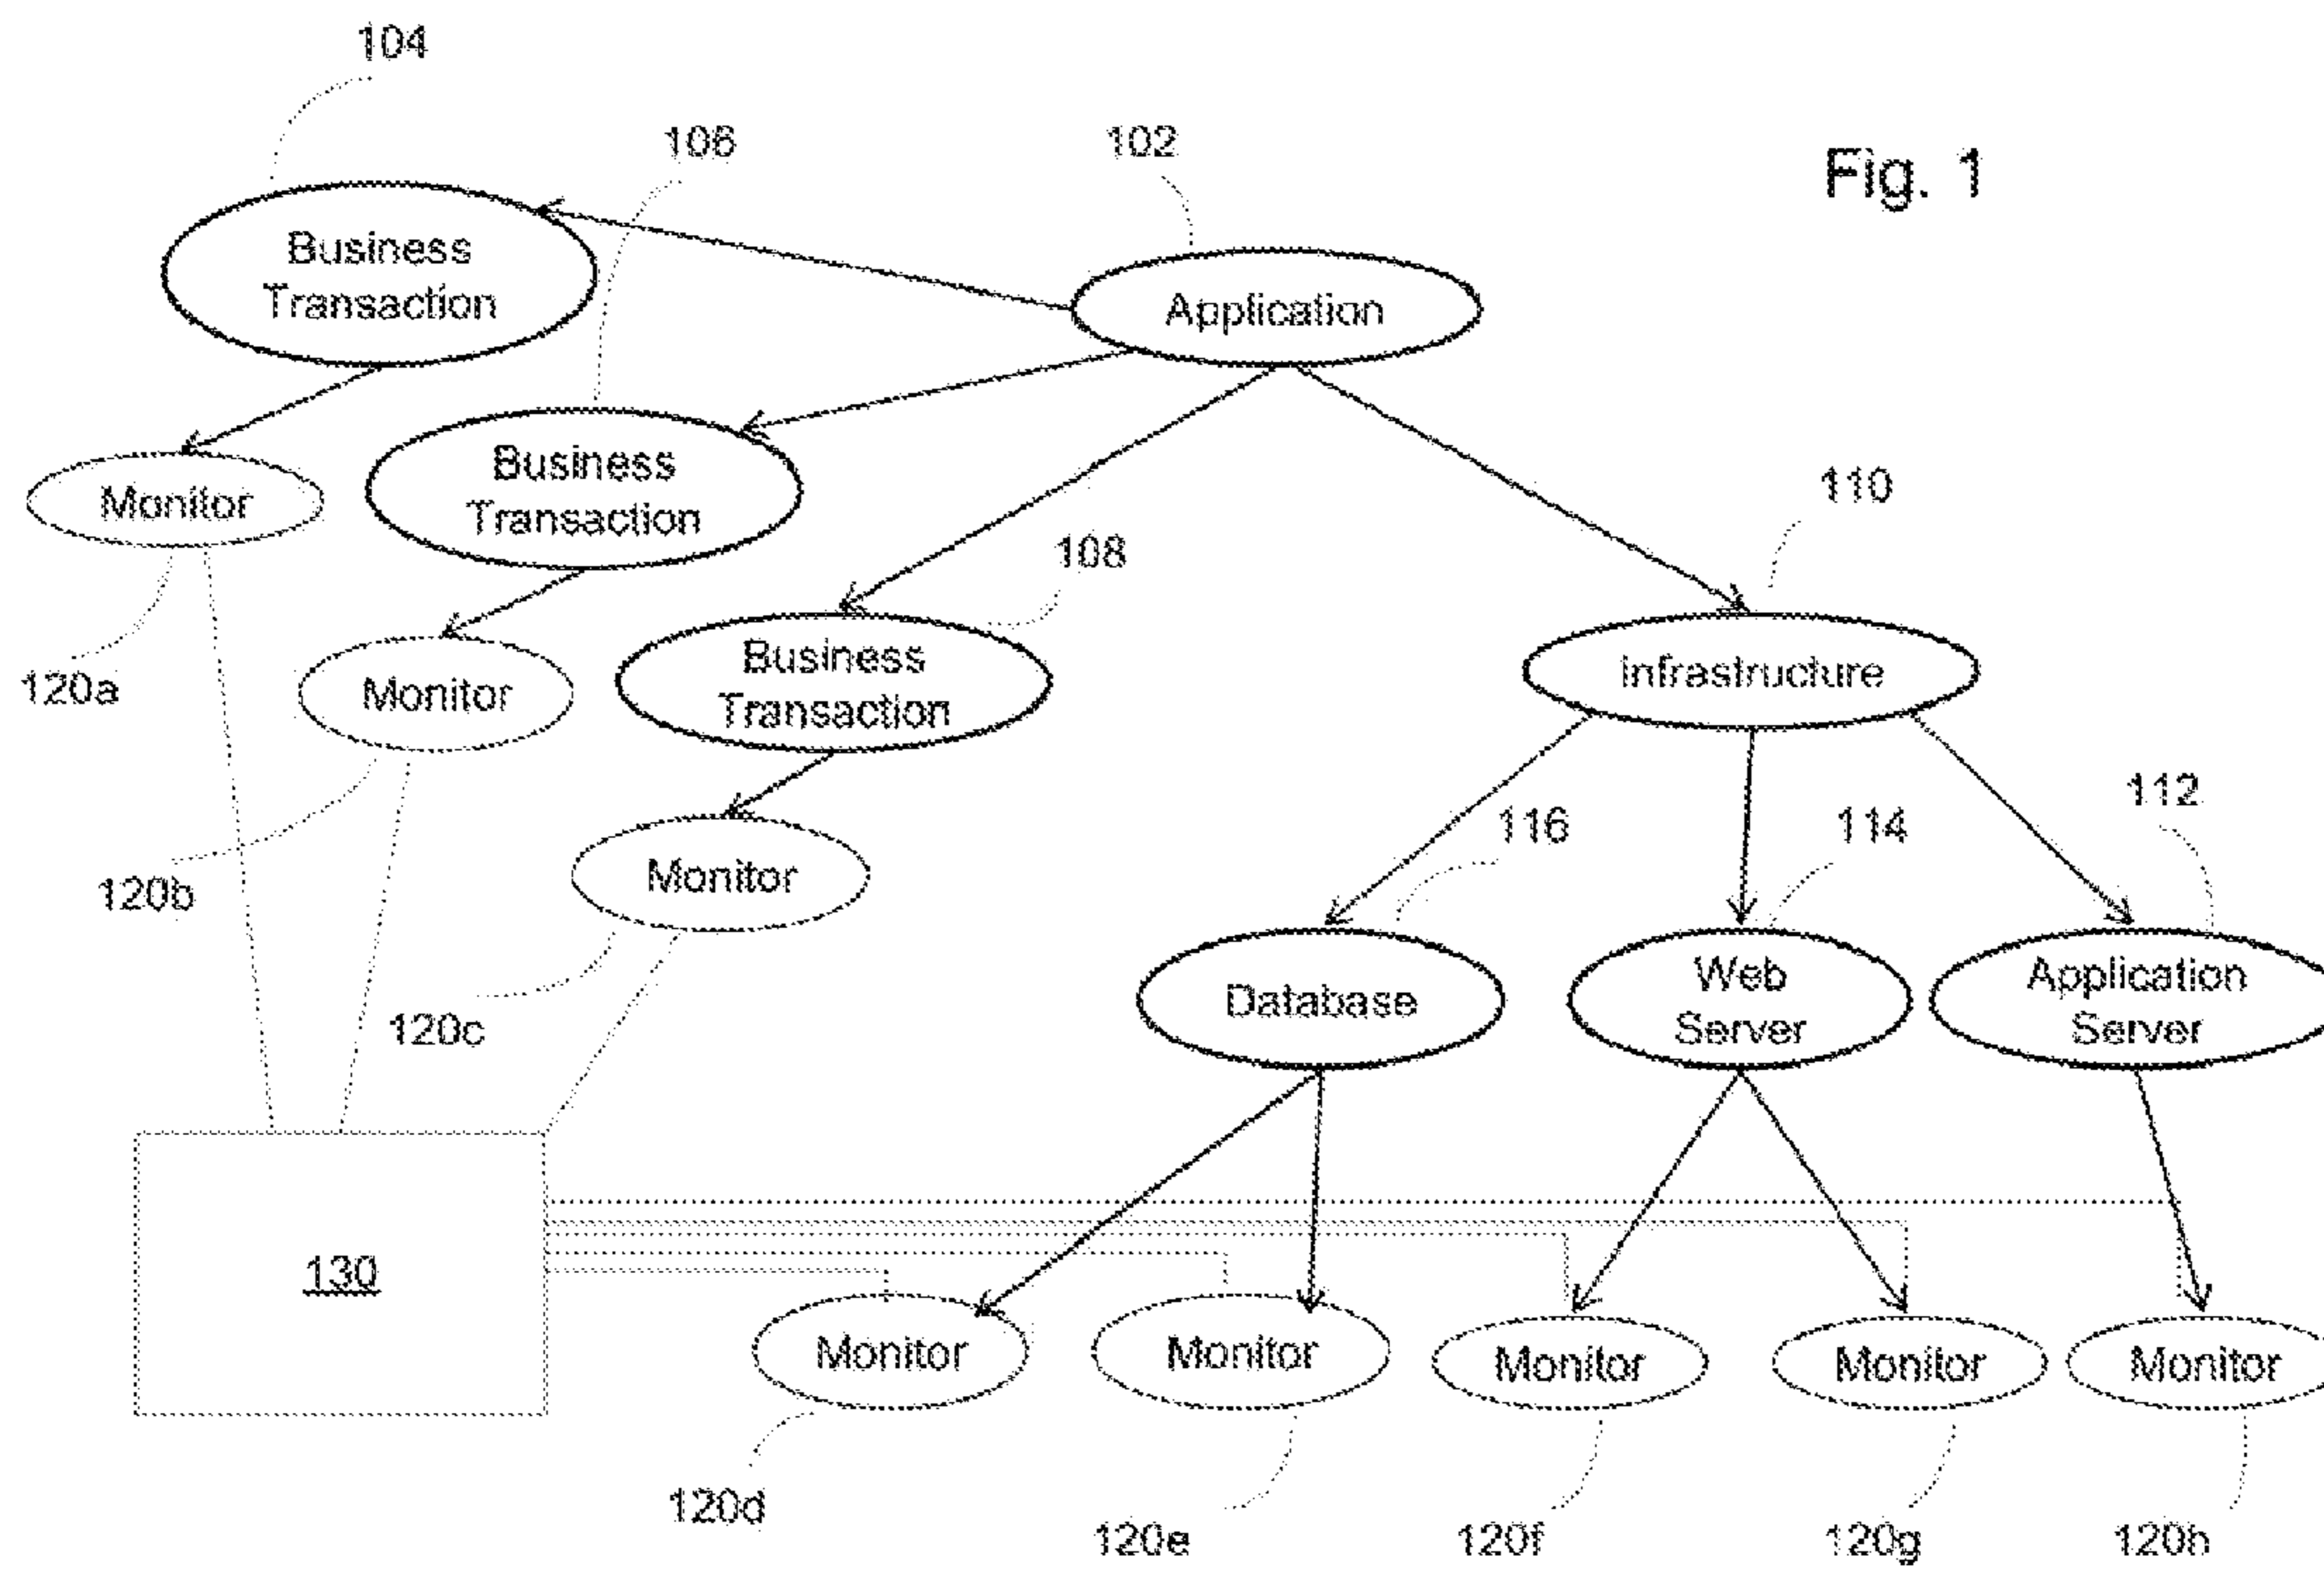 104
106
102
Fig. 1
Business
Transaction
Application
Monitor
Business
Transaction
110
108
120a
Monitor
Business
Transaction
Infrastructure
112
116
114
120b
Monitor
120c
Database
Web
Server
Application
Server
130
Monitor
Monitor
Monitor
Monitor
Monitor
120d
120e
120f
120g
120h